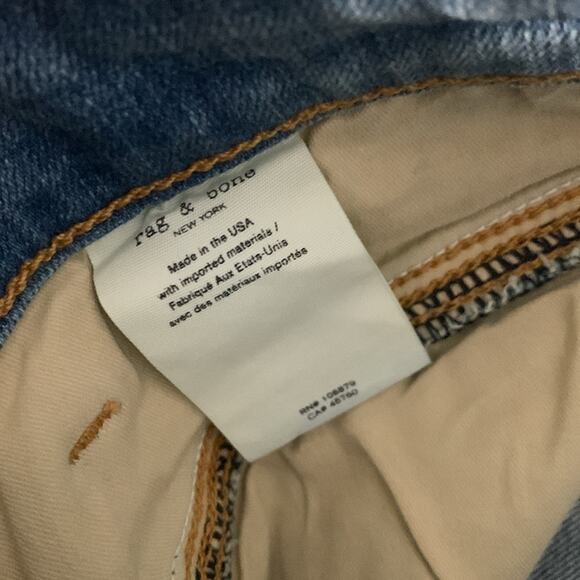 rag & bone
NEW YORK
Made in the USA
with imported materials /
Fabriqué Aux Etats-Unis
avec des matériaux importés
RN# 108879
CA# 45760